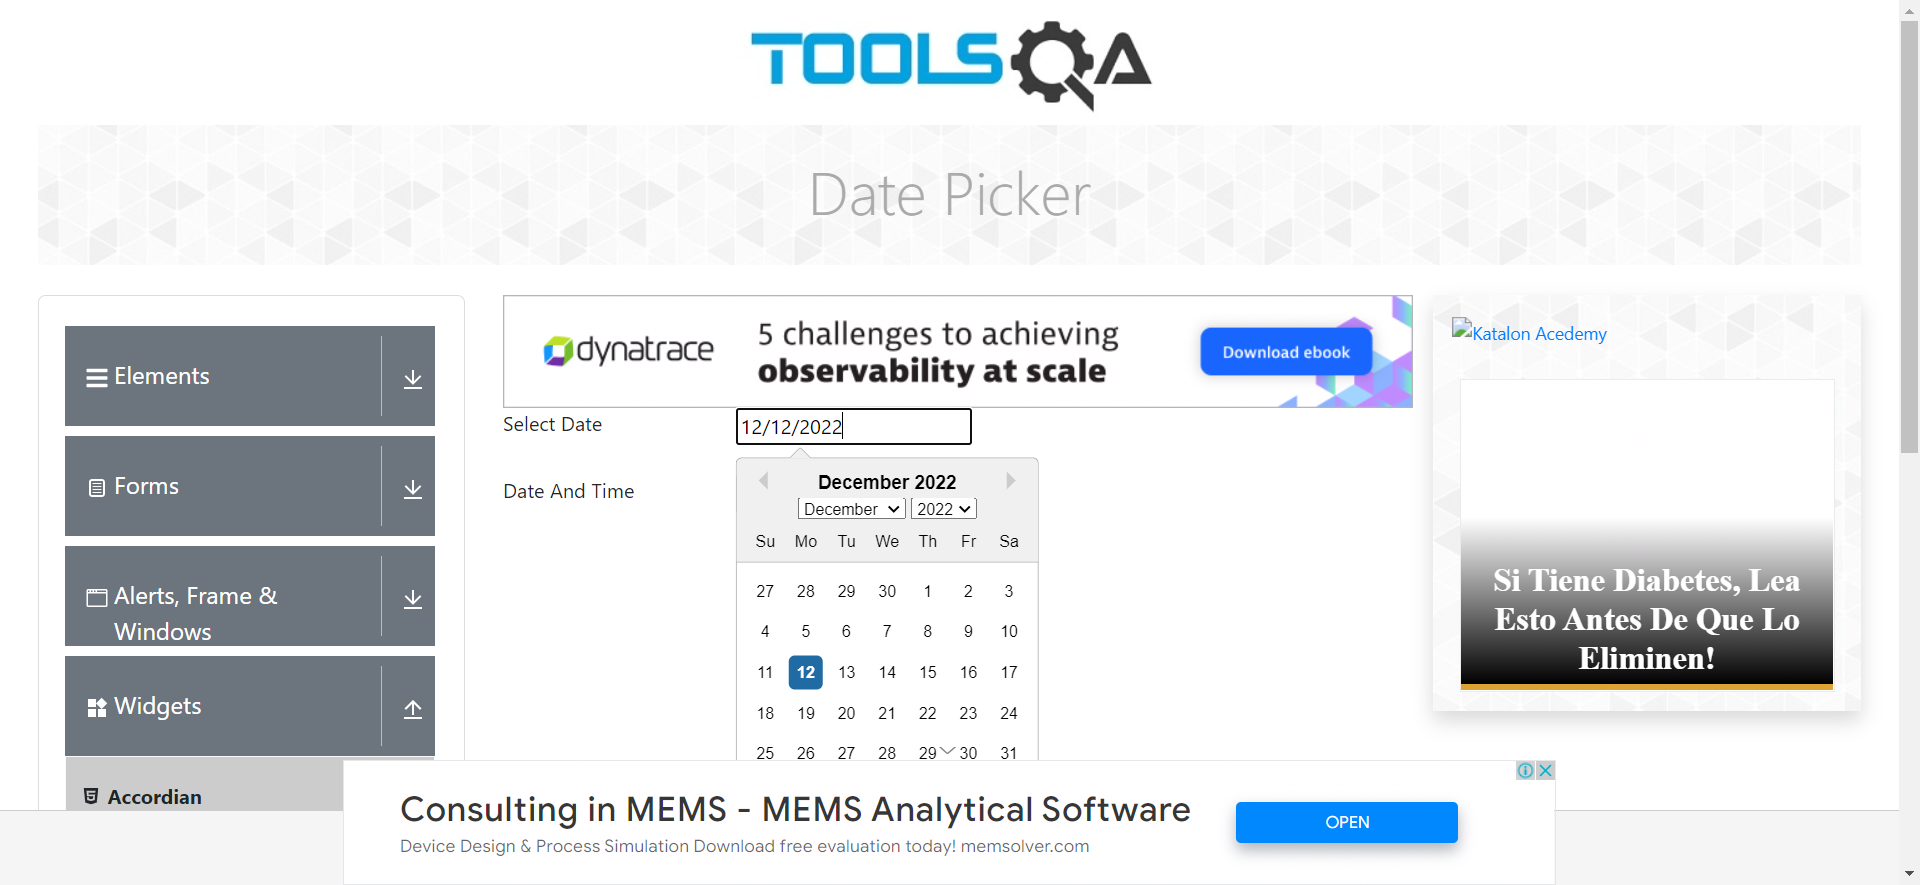 TOOLSQA
Date Picker
Elements
Forms
Alerts, Frame &
Windows
Widgets
Accordian
dynatrace
5 challenges to achieving
observability at scale
Download ebook
Select Date
12/12/2022
Date And Time
December 2022
December 2022
Su Mo Tu We Th Fr Sa
27 28 29 30 1 2 3
4 5 6 7 8 9 10
11 12 13 14 15 16 17
18 19 20 21 22 23 24
25 26 27 28 29 30 31
Katalon Acedemy
Si Tiene Diabetes, Lea
Esto Antes De Que Lo
Eliminen!
Consulting in MEMS - MEMS Analytical Software
Device Design & Process Simulation Download free evaluation today! memsolver.com
OPEN